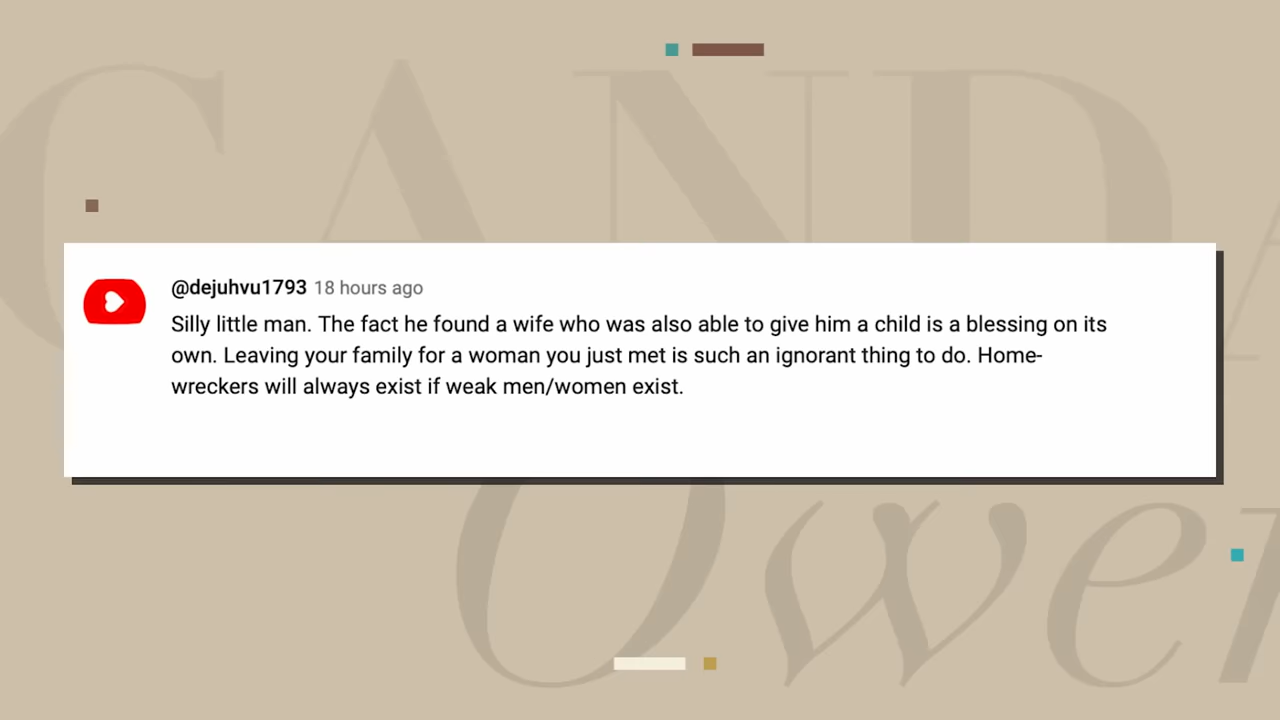 CANDA
@dejuhvu1793 18 hours ago
Silly little man. The fact he found a wife who was also able to give him a child is a blessing on its
own. Leaving your family for a woman you just met is such an ignorant thing to do. Home-
wreckers will always exist if weak men/women exist.
Ower